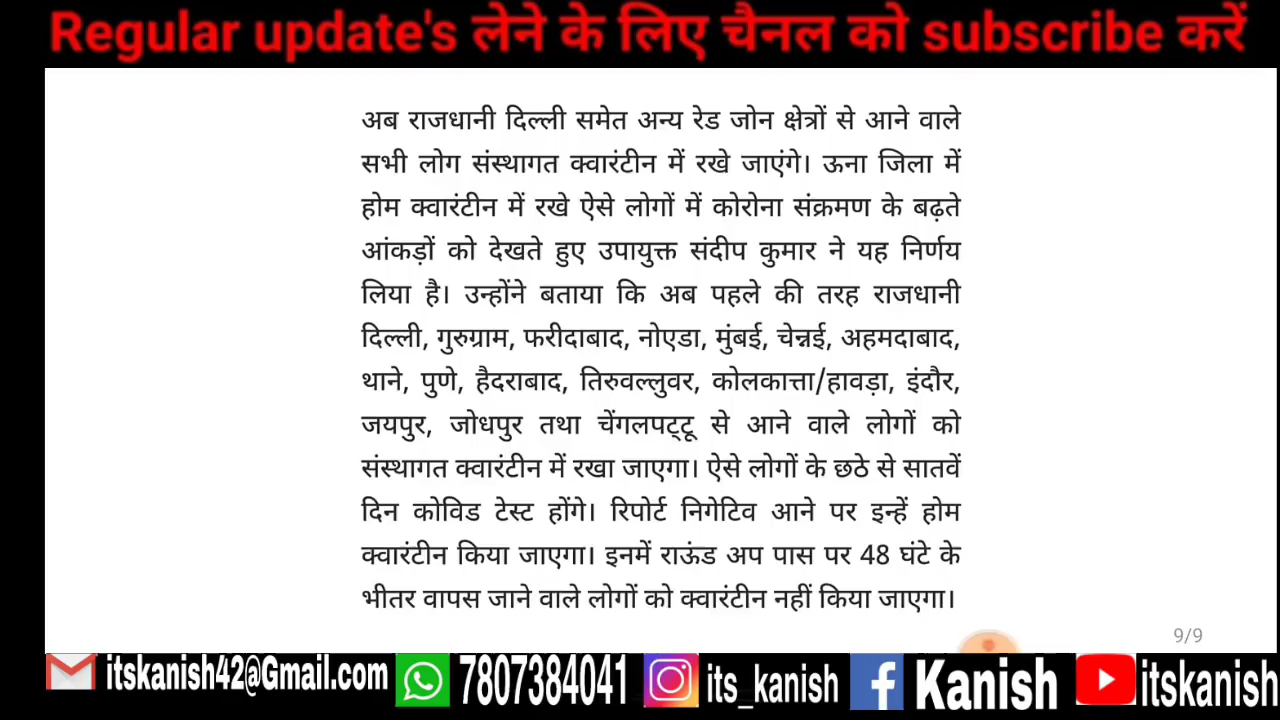 Regular update's लेने के लिए चैनल को subscribe करें
अब राजधानी दिल्ली समेत अन्य रेड जोन क्षेत्रों से आने वाले
सभी लोग संस्थागत क्वारंटीन में रखे जाएंगे। ऊना जिला में
होम क्वारंटीन में रखे ऐसे लोगों में कोरोना संक्रमण के बढ़ते
आंकड़ों को देखते हुए उपायुक्त संदीप कुमार ने यह निर्णय
लिया है। उन्होंने बताया कि अब पहले की तरह राजधानी
दिल्ली, गुरुग्राम, फरीदाबाद, नोएडा, मुंबई, चेन्नई, अहमदाबाद,
थाने, पुणे, हैदराबाद, तिरुवल्लुवर, कोलकात्ता/हावड़ा, इंदौर,
जयपुर, जोधपुर तथा चेंगलपट्टू से आने वाले लोगों को
संस्थागत क्वारंटीन में रखा जाएगा। ऐसे लोगों के छठे से सातवें
दिन कोविड टेस्ट होंगे। रिपोर्ट निगेटिव आने पर इन्हें होम
क्वारंटीन किया जाएगा। इनमें राऊंड अप पास पर 48 घंटे के
भीतर वापस जाने वाले लोगों को क्वारंटीन नहीं किया जाएगा।
9/9
itskanish42@Gmail.com 7807384041 its_kanish Kanish itskanish